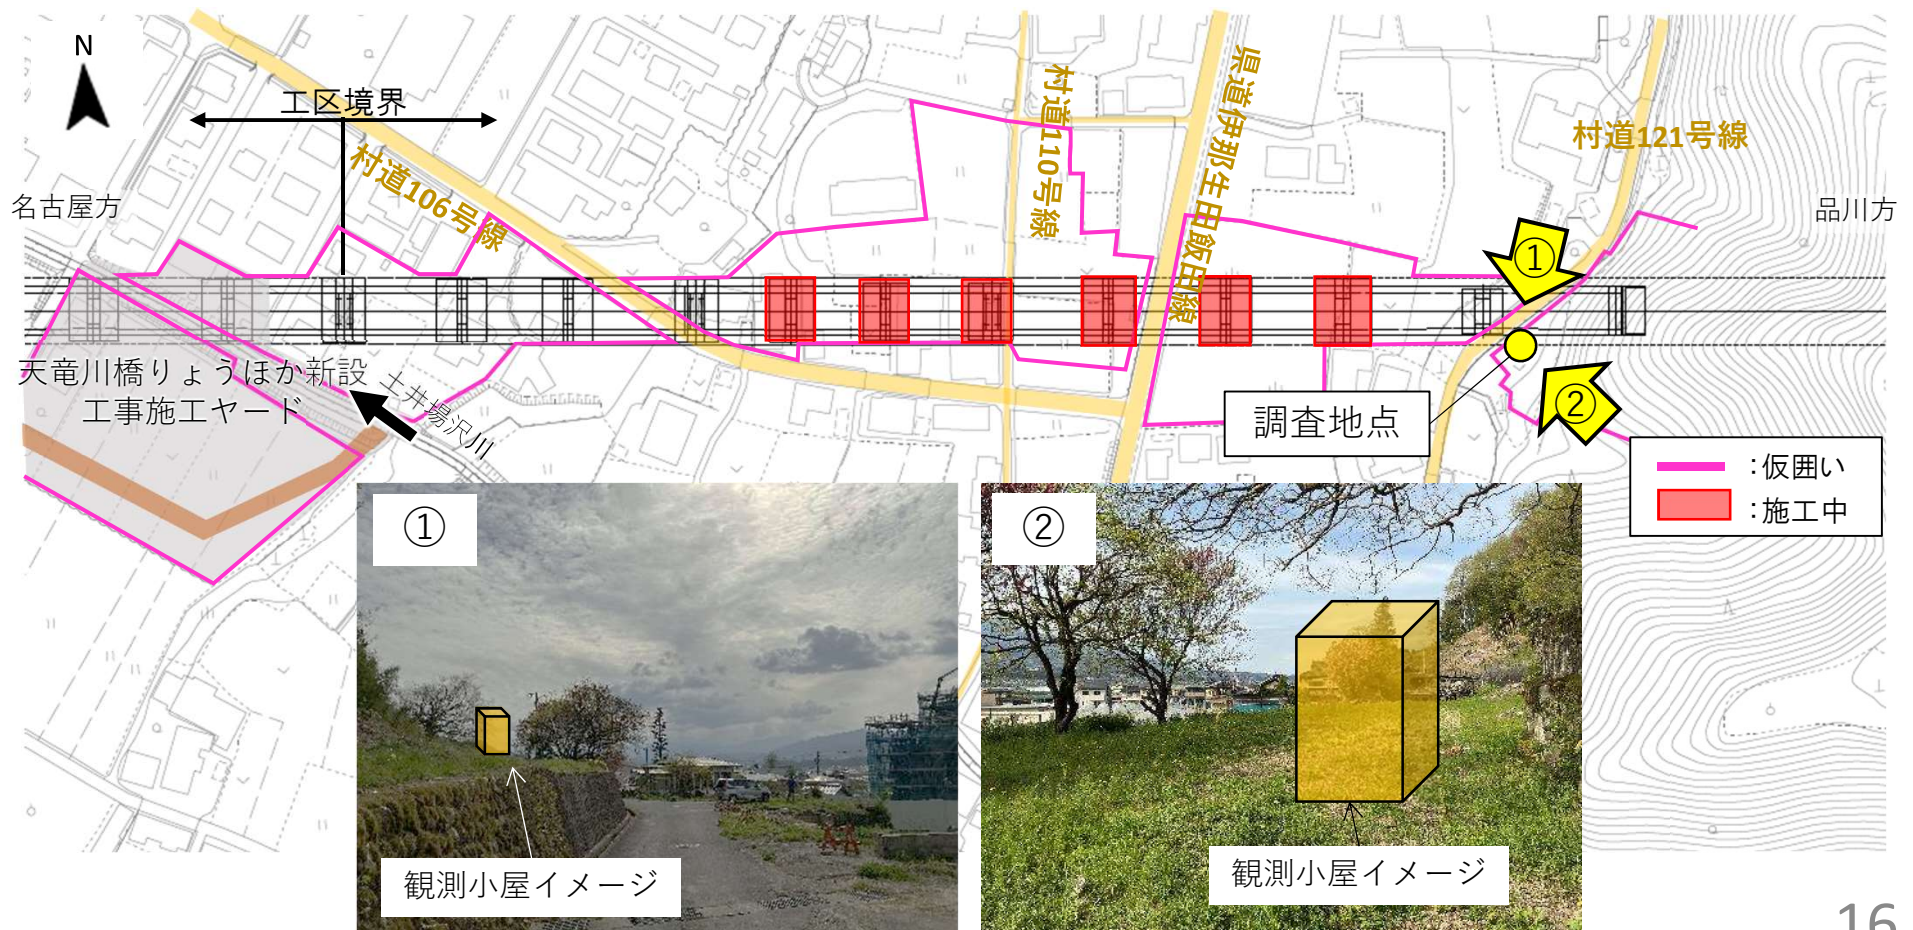 N
工区境界
名古屋方
村道106号線
村道110号線
県道伊那生田飯田線
村道121号線
品川方
①
②
天竜川橋りょうほか新設
工事施工ヤード
土井場沢川
調査地点
:仮囲い
:施工中
①
観測小屋イメージ
②
観測小屋イメージ
16